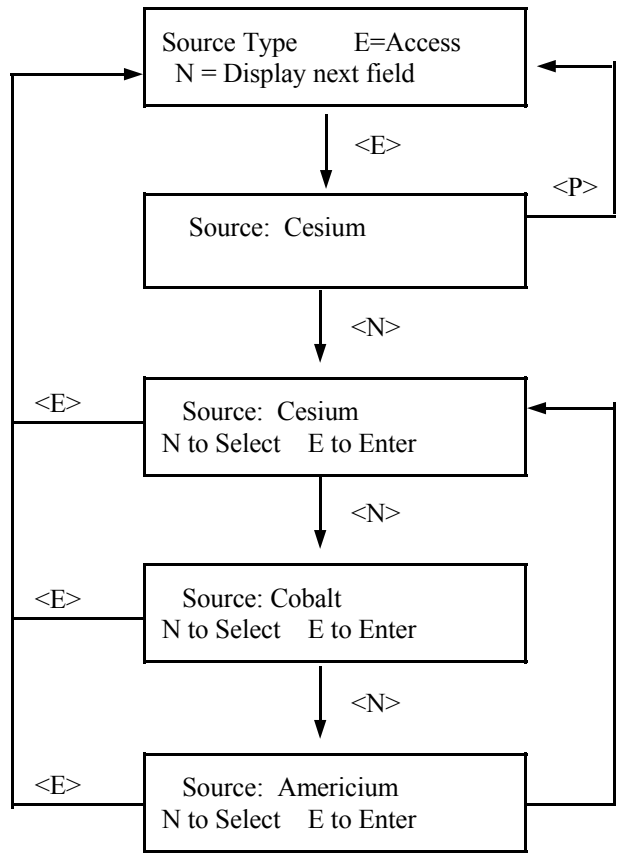 Source Type E=Access
N = Display next field
<E>
<P>
Source: Cesium
<N>
<E>
Source: Cesium
N to Select E to Enter
<N>
<E>
Source: Cobalt
N to Select E to Enter
<N>
<E>
Source: Americium
N to Select E to Enter